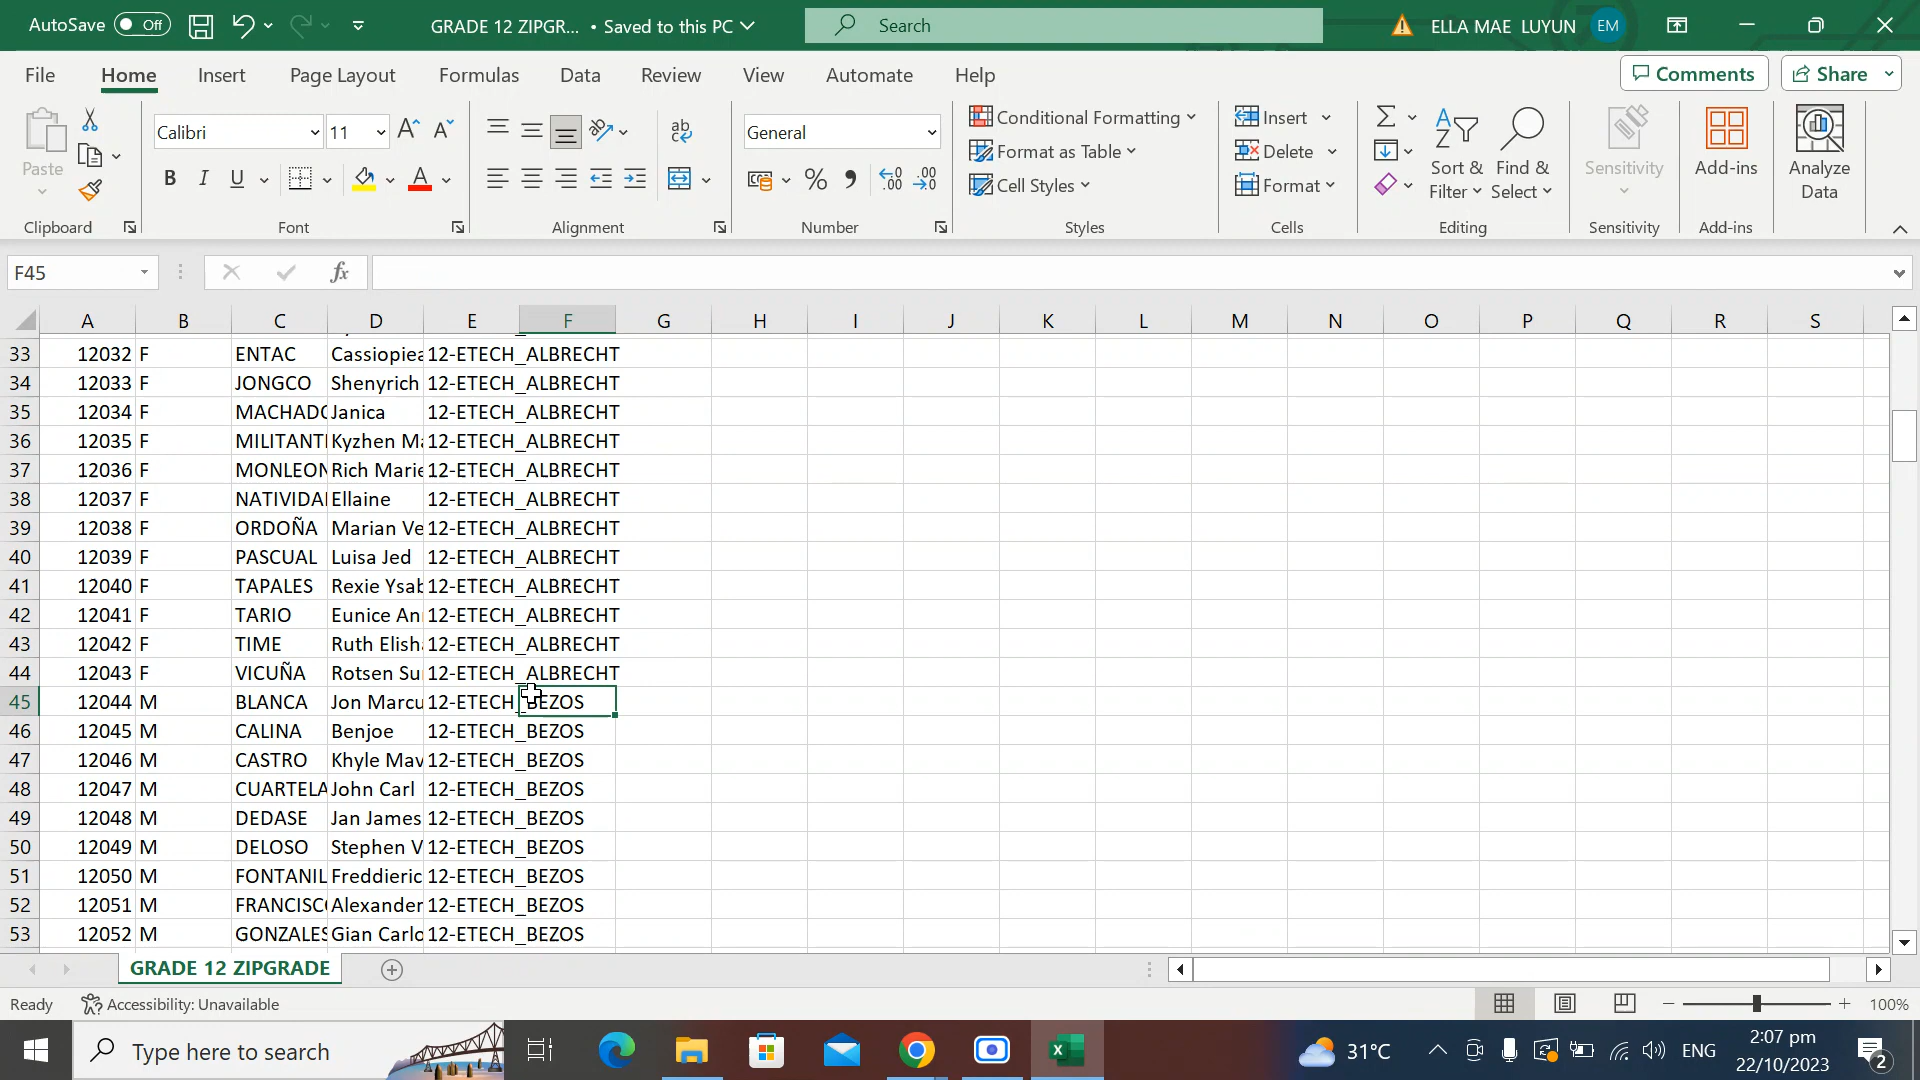 AutoSave Off GRADE 12 ZIPGR... • Saved to this PC Search ELLA MAE LUYUN EM
File Home Insert Page Layout Formulas Data Review View Automate Help Comments Share
Paste
Clipboard
Calibri 11
B I U A
Font
ab
Alignment
General
% 9
Number
Conditional Formatting
Format as Table
Cell Styles
Styles
Insert
Delete
Format
Cells
Sort & Filter
Find & Select
Editing
Sensitivity
Sensitivity
Add-ins
Add-ins
Analyze Data
F45 fx
A B C D E F G H I J K L M N O P Q R S
33 12032 F ENTAC Cassiopiea 12-ETECH_ALBRECHT
34 12033 F JONGCO Shenyrich 12-ETECH_ALBRECHT
35 12034 F MACHADO Janica 12-ETECH_ALBRECHT
36 12035 F MILITANT Kyzhen Ma 12-ETECH_ALBRECHT
37 12036 F MONLEON Rich Marie 12-ETECH_ALBRECHT
38 12037 F NATIVIDA Ellaine 12-ETECH_ALBRECHT
39 12038 F ORDOÑA Marian Ve 12-ETECH_ALBRECHT
40 12039 F PASCUAL Luisa Jed 12-ETECH_ALBRECHT
41 12040 F TAPALES Rexie Ysab 12-ETECH_ALBRECHT
42 12041 F TARIO Eunice An 12-ETECH_ALBRECHT
43 12042 F TIME Ruth Elish 12-ETECH_ALBRECHT
44 12043 F VICUÑA Rotsen Su 12-ETECH_ALBRECHT
45 12044 M BLANCA Jon Marcu 12-ETECH_BEZOS
46 12045 M CALINA Benjoe 12-ETECH_BEZOS
47 12046 M CASTRO Khyle Mav 12-ETECH_BEZOS
48 12047 M CUARTELA John Carl 12-ETECH_BEZOS
49 12048 M DEDASE Jan James 12-ETECH_BEZOS
50 12049 M DELOSO Stephen V 12-ETECH_BEZOS
51 12050 M FONTANIL Freddieric 12-ETECH_BEZOS
52 12051 M FRANCISC Alexander 12-ETECH_BEZOS
53 12052 M GONZALES Gian Carlo 12-ETECH_BEZOS
GRADE 12 ZIPGRADE
Ready Accessibility: Unavailable 100%
Type here to search 31°C ENG 2:07 pm 22/10/2023 2